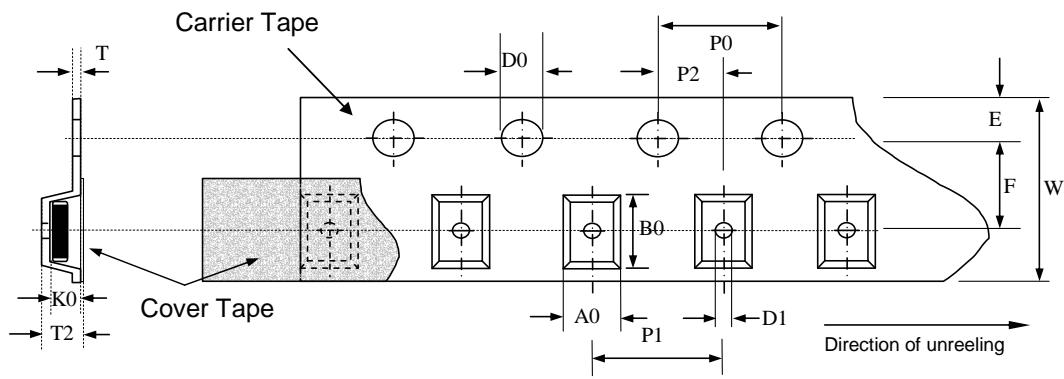 Carrier Tape
T
D0
P0
P2
E
W
F
B0
K0
Cover Tape
T2
A0
D1
P1
Direction of unreeling